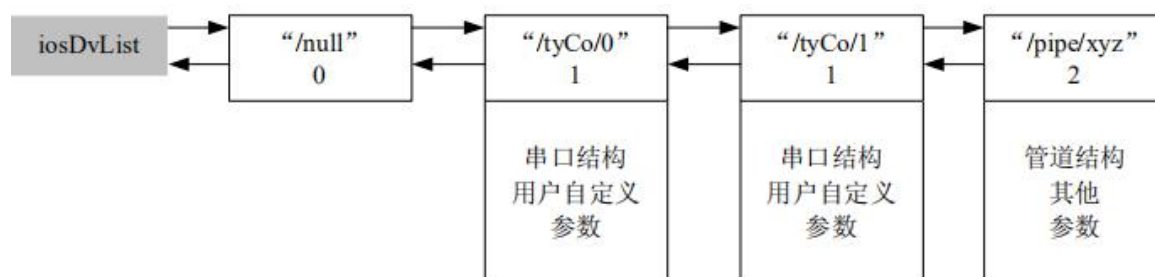 iosDvList
“/null”
0
“/tyCo/0”
1
串口结构
用户自定义
参数
“/tyCo/1”
1
串口结构
用户自定义
参数
“/pipe/xyz”
2
管道结构
其他
参数